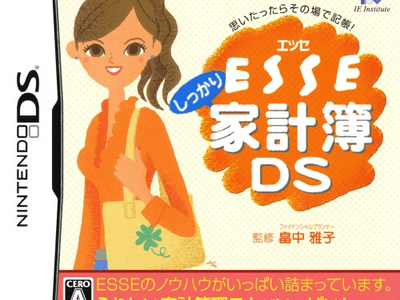 思いたったらその場で記帳!
IE Institute
エッセ
ESSE
しっかり
家計簿
DS
ファイナンシャルプランナー
監修 畠中 雅子
NINTENDO DS
CERO
A
ESSEのノウハウがいっぱい詰まっています。